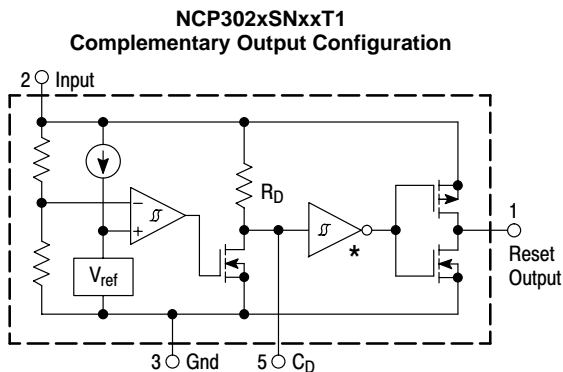 NCP302xSNxxT1
Complementary Output Configuration
2 Input
RD
−
+
Vref
*
1
Reset
Output
3 Gnd
5 CD